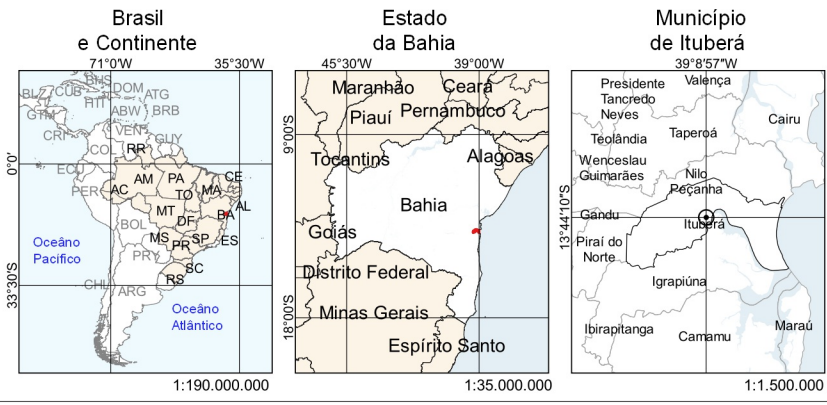 Brasil
e Continente
71°0'W
35°30'W
0°0'
33°30'S
BHS
BLZ
CUB
DOM
ATG
HTI
GTM
ABW
BRB
CRI
VEN
GUY
COL
RR
ECU
AM
PA
CE
PER
AC
TO
MA
AL
MT
BA
DF
BOL
MS
SP
ES
PR
PRY
SC
RS
CHL
ARG
Oceâno
Pacífico
Oceâno
Atlântico
1:190.000.000
Estado
da Bahia
45°30'W
39°00'W
9°00'S
18°00'S
Maranhão
Ceará
Piauí
Pernambuco
Tocantins
Alagoas
Bahia
Goiás
Distrito Federal
Minas Gerais
Espírito Santo
1:35.000.000
Município
de Ituberá
39°8'57"W
13°44'10"S
Presidente
Tancredo
Neves
Valença
Cairu
Teolândia
Taperoá
Wenceslau
Guimarães
Nilo
Peçanha
Gandu
Ituberá
Piraí do
Norte
Igrapiúna
Ibirapitanga
Camamu
Maraú
1:1.500.000